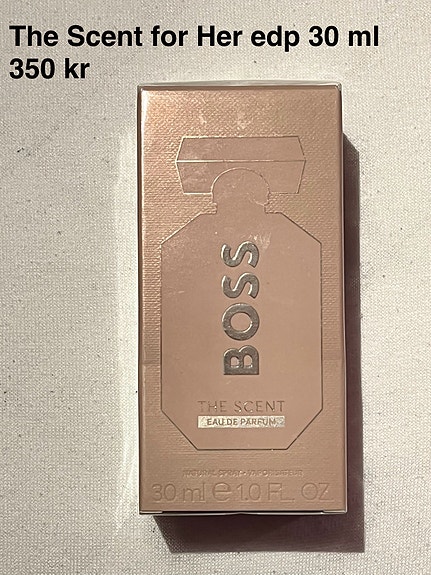 The Scent for Her edp 30 ml
350 kr
BOSS
THE SCENT
EAU DE PARFUM
30 ml e 1.0 FL. OZ